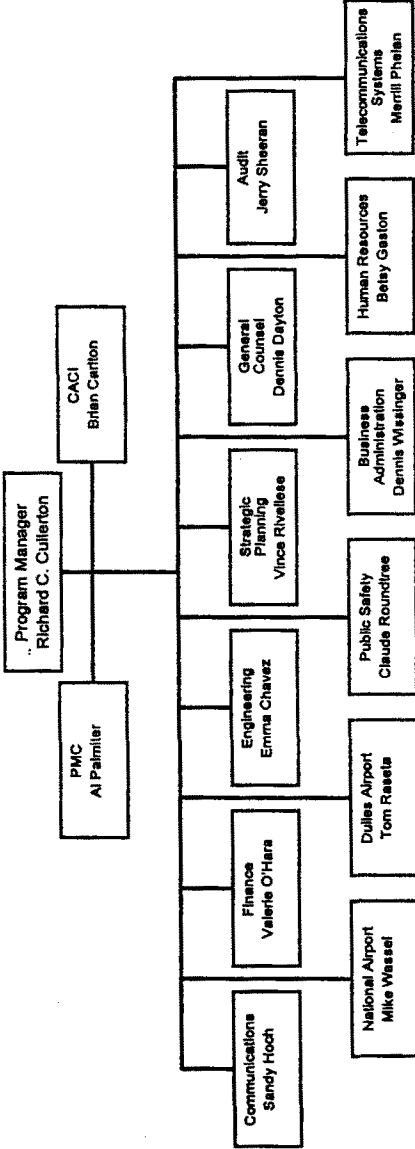 Program Manager
Richard C. Cullerton
PMC
Al Palmiter
CACI
Brian Carlton
Communications
Sandy Hoch
Finance
Valerie O'Hara
Engineering
Emma Chavez
Strategic
Planning
Vince Rivellese
General
Counsel
Dennis Dayton
Audit
Jerry Sheeran
National Airport
Mike Wassel
Dulles Airport
Tom Raseta
Public Safety
Claude Roundtree
Business
Administration
Dennis Wissinger
Human Resources
Betsy Gaston
Telecommunications
Systems
Merrill Phelan